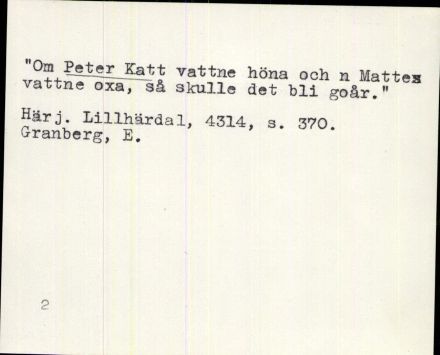 "Om Peter Katt vattne höna och n Mattes
vattne oxa, så skulle det bli goår."
Härj. Lillhärdal, 4314, s. 370.
Granberg, E.
2